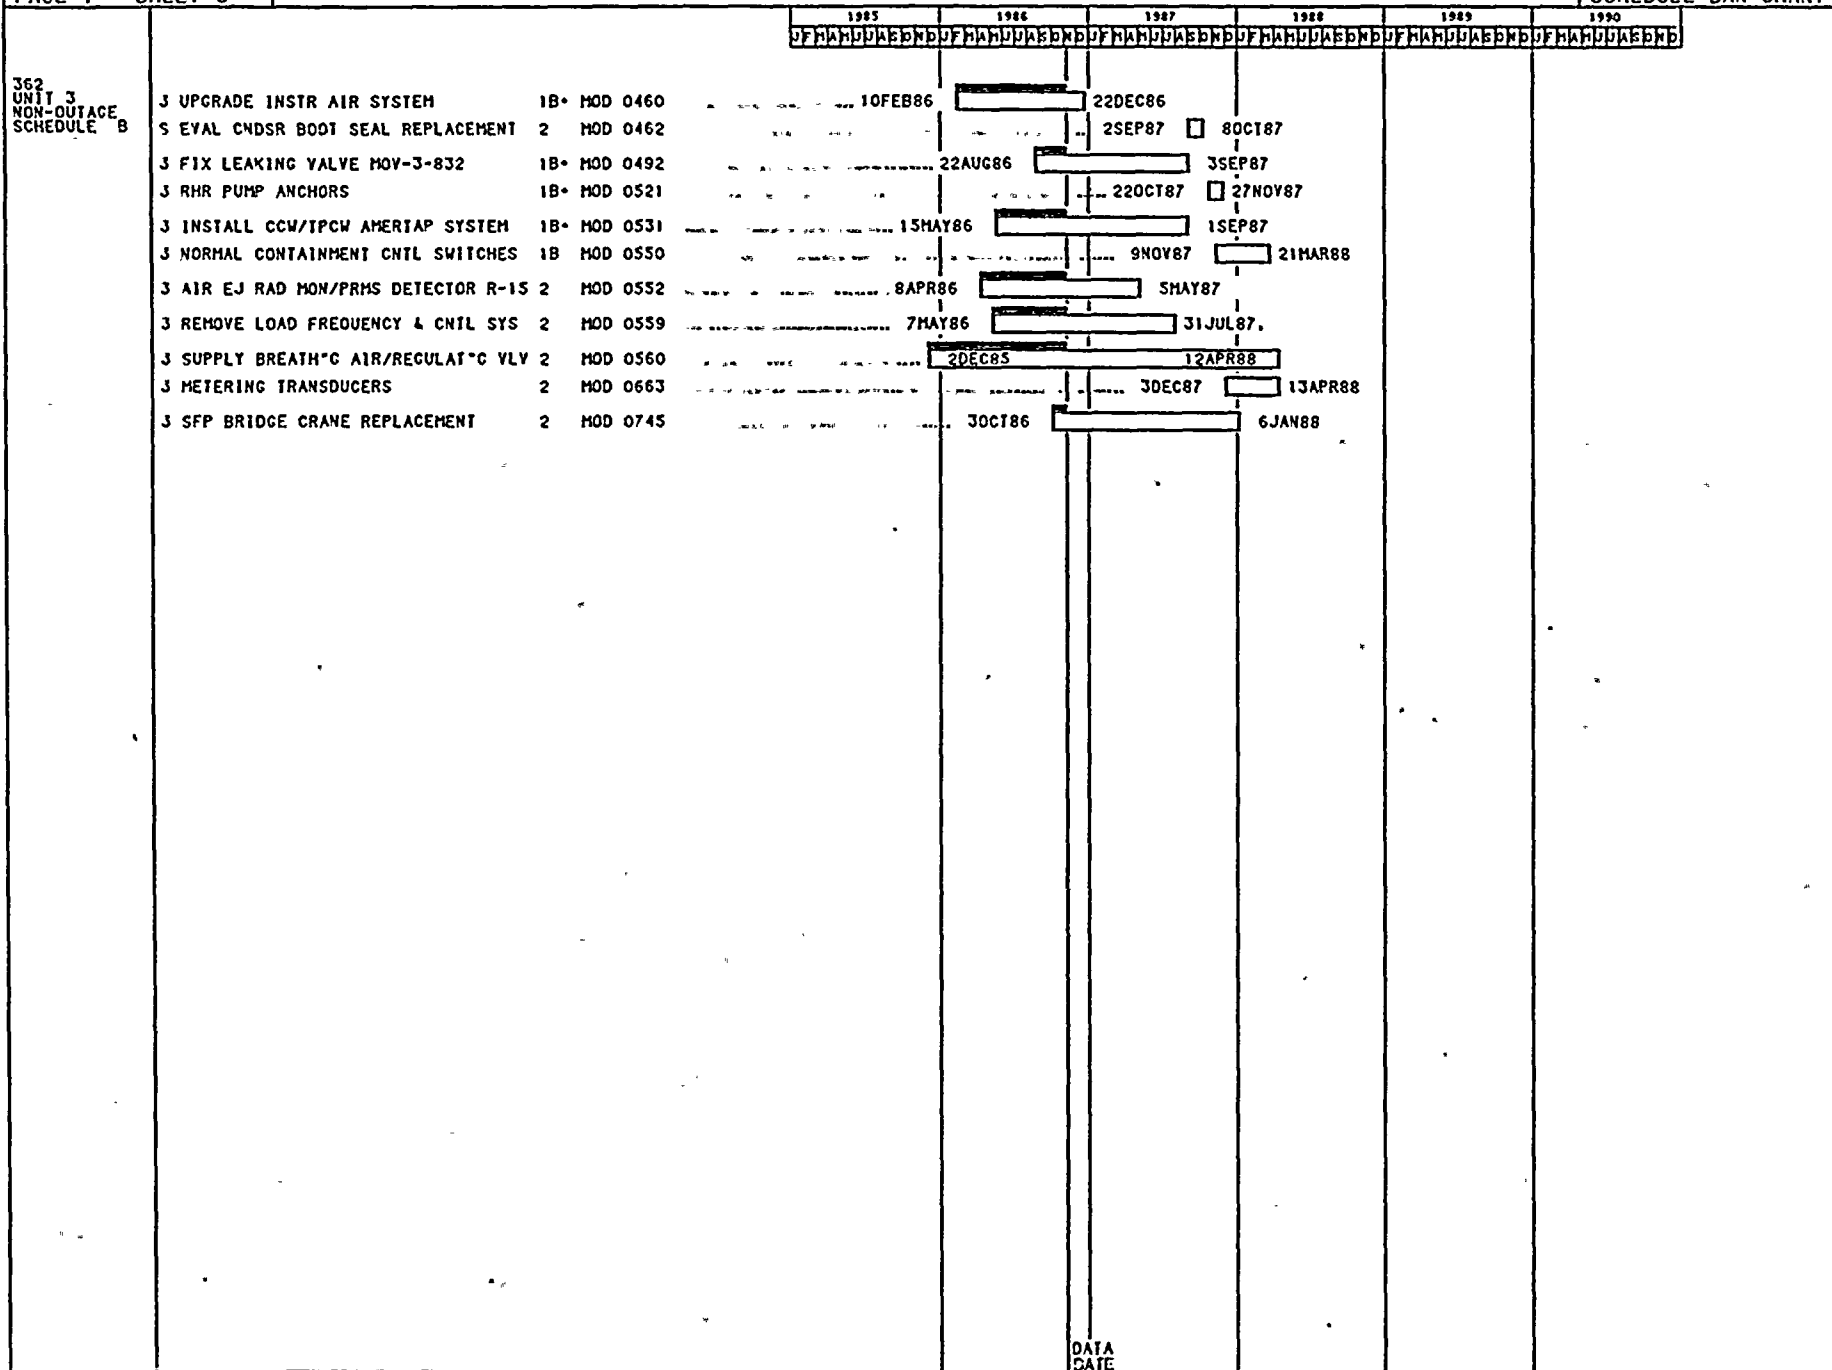 1985 1986 1987 1988 1989 1990
J F M A M J J A S O N D J F M A M J J A S O N D J F M A M J J A S O N D J F M A M J J A S O N D J F M A M J J A S O N D J F M A M J J A S O N D
362
UNIT 3
NON-OUTAGE
SCHEDULE B
3 UPGRADE INSTR AIR SYSTEM 1B* MOD 0460 10FEB86 22DEC86
S EVAL CNDSR BOOT SEAL REPLACEMENT 2 MOD 0462 2SEP87 8OCT87
3 FIX LEAKING VALVE MOV-3-832 1B* MOD 0492 22AUG86 3SEP87
3 RHR PUMP ANCHORS 1B* MOD 0521 22OCT87 27NOV87
3 INSTALL CCW/TPCW AMERTAP SYSTEM 1B* MOD 0531 15MAY86 1SEP87
3 NORMAL CONTAINMENT CNTL SWITCHES 1B MOD 0550 9NOV87 21MAR88
3 AIR EJ RAD MON/PRMS DETECTOR R-15 2 MOD 0552 8APR86 5MAY87
3 REMOVE LOAD FREQUENCY & CNTL SYS 2 MOD 0559 7MAY86 31JUL87
3 SUPPLY BREATH'G AIR/REGULAT'G VLV 2 MOD 0560 2DEC85 12APR88
3 METERING TRANSDUCERS 2 MOD 0663 3DEC87 13APR88
3 SFP BRIDGE CRANE REPLACEMENT 2 MOD 0745 3OCT86 6JAN88
DATA
DATE